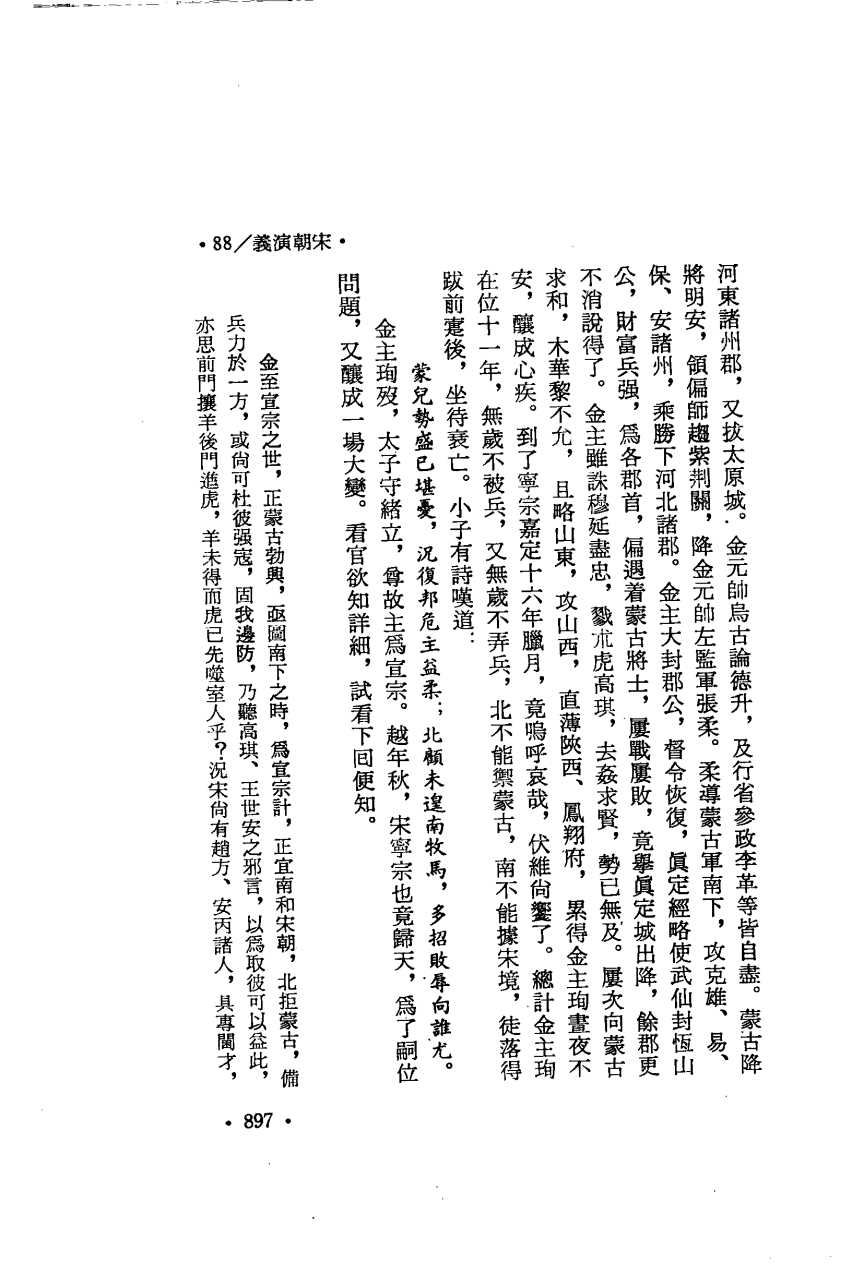 •88/義演朝宋•
河東諸州郡，又拔太原城。金元帥烏古論德升，及行省參政李革等皆自盡。蒙古降
將明安，領偏師趨紫荆關，降金元帥左監軍張柔。柔導蒙古軍南下，攻克雄、易、
保、安諸州，乘勝下河北諸郡。金主大封郡公，督令恢復，眞定經略使武仙封恆山
公，財富兵强，爲各郡首，偏遇着蒙古將士，屢戰屢敗，竟舉眞定城出降，餘郡更
不消說得了。金主雖誅穆延盡忠，戮朮虎高琪，去姦求賢，勢已無及。屢次向蒙古
求和，木華黎不允，且略山東，攻山西，直薄陝西、鳳翔府，累得金主珣晝夜不
安，釀成心疾。到了寧宗嘉定十六年臘月，竟嗚呼哀哉，伏維尙饗了。總計金主珣
在位十一年，無歲不被兵，又無歲不弄兵，北不能禦蒙古，南不能據宋境，徒落得
跋前疐後，坐待衰亡。小子有詩嘆道：
蒙兒勢盛已堪憂，況復邦危主益柔；北顧未遑南牧馬，多招敗辱向誰尤。
金主珣歿，太子守緒立，尊故主爲宣宗。越年秋，宋寧宗也竟歸天，爲了嗣位
問題，又釀成一場大變。看官欲知詳細，試看下囘便知。
金至宣宗之世，正蒙古勃興，亟圖南下之時，爲宣宗計，正宜南和宋朝，北拒蒙古，備
兵力於一方，或尙可杜彼强寇，固我邊防，乃聽高琪、王世安之邪言，以爲取彼可以益此，
亦思前門攘羊後門進虎，羊未得而虎已先噬室人乎？況宋尙有趙方、安丙諸人，具專閫才，
•897•